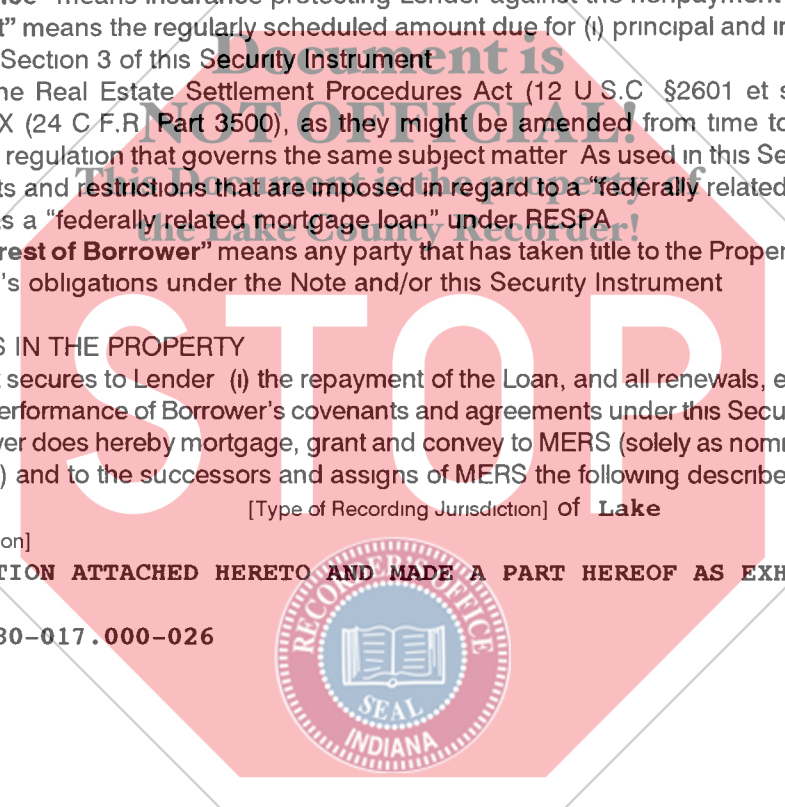 means insurance protecting Lender against the nonpayment
t" means the regularly scheduled amount due for (i) principal and in
Section 3 of this Security Instrument
Document is
he Real Estate Settlement Procedures Act (12 U S.C §2601 et s
NOT OFFICIAL!
X (24 C F.R Part 3500), as they might be amended from time to
regulation that governs the same subject matter As used in this Se
This Document is the property of
ts and restrictions that are imposed in regard to a "federally related
s a "federally related mortgage loan" under RESPA
the Lake County Recorder!
rest of Borrower" means any party that has taken title to the Proper
's obligations under the Note and/or this Security Instrument
S IN THE PROPERTY
STOP
t secures to Lender (i) the repayment of the Loan, and all renewals, e
erformance of Borrower's covenants and agreements under this Secu
ver does hereby mortgage, grant and convey to MERS (solely as nomi
) and to the successors and assigns of MERS the following describe
[Type of Recording Jurisdiction] of Lake
on]
TION ATTACHED HERETO AND MADE A PART HEREOF AS EXH
30-017.000-026
RECORDER'S OFFICE
SEAL
INDIANA